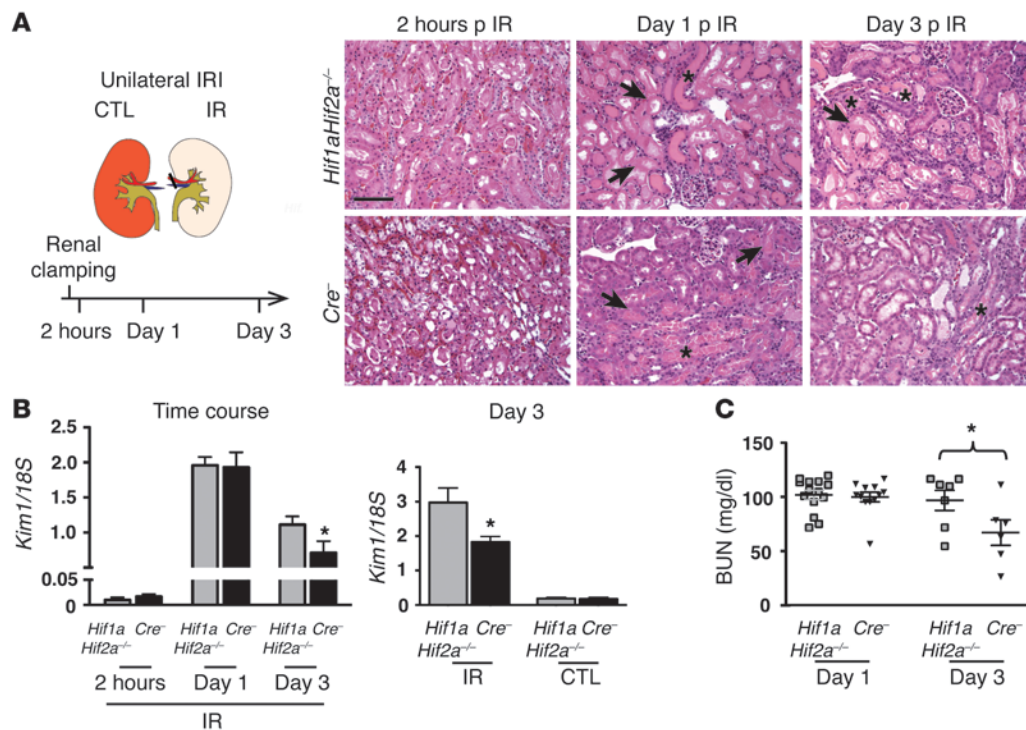 A
Unilateral IRI
CTL IR
Renal
clamping
2 hours Day 1 Day 3
2 hours p IR Day 1 p IR Day 3 p IR
Hif1aHif2a⁻/⁻
* * *
Cre⁻
* *
B
Time course
Kim1/18S
2.5
2.0
1.5
1.0
0.05
0
*
Hif1a Cre⁻ Hif1a Cre⁻ Hif1a Cre⁻
Hif2a⁻/⁻ Hif2a⁻/⁻ Hif2a⁻/⁻
2 hours Day 1 Day 3
IR
Day 3
Kim1/18S
4
3
2
1
0
*
Hif1a Cre⁻ Hif1a Cre⁻
Hif2a⁻/⁻ Hif2a⁻/⁻
IR CTL
C
BUN (mg/dl)
150
100
50
0
*
Hif1a Cre⁻ Hif1a Cre⁻
Hif2a⁻/⁻ Hif2a⁻/⁻
Day 1 Day 3